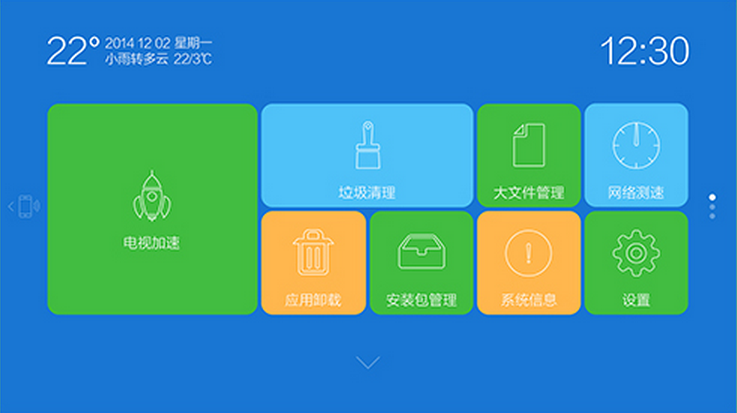 22°
2014 12 02 星期一
小雨转多云 22/3℃
12:30
垃圾清理
大文件管理
网络测速
电视加速
应用卸载
安装包管理
系统信息
设置